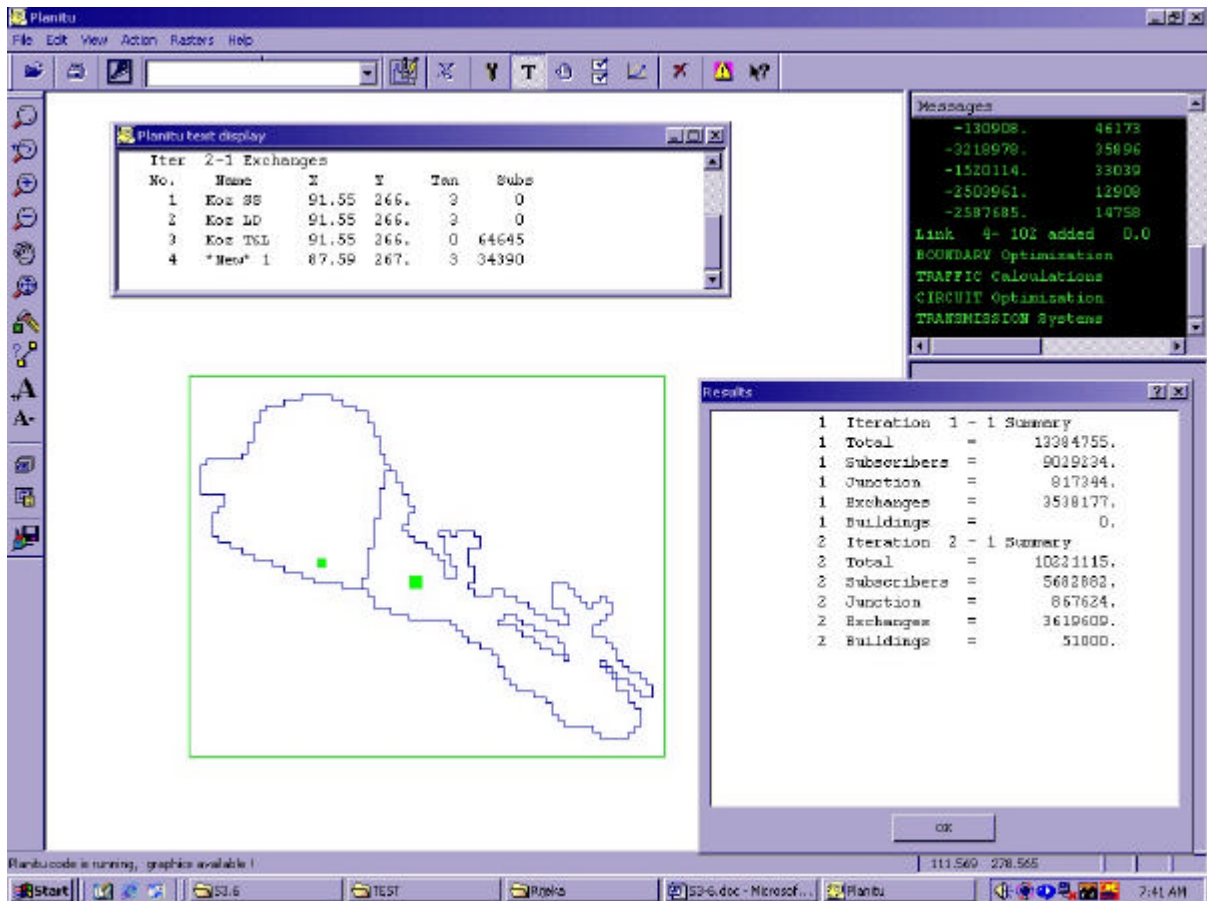 Planitu
File Edit View Action Rasters Help
T
Planitu text display
Iter 2-1 Exchanges
No. Name X Y Tan Subs
1 Koz SS 91.55 266. 3 0
2 Koz LD 91.55 266. 3 0
3 Koz T&L 91.55 266. 0 64645
4 *New* 1 87.59 267. 3 34390
Messages
-130908. 46173
-3218978. 35896
-1520114. 33039
-2503961. 12908
-2587685. 14758
Link 4- 102 added 0.0
BOUNDARY Optimization
TRAFFIC Calculations
CIRCUIT Optimization
TRANSMISSION Systems
A
A-
Results
1 Iteration 1 - 1 Summary
1 Total = 13384755.
1 Subscribers = 9029234.
1 Junction = 817344.
1 Exchanges = 3538177.
1 Buildings = 0.
2 Iteration 2 - 1 Summary
2 Total = 10221115.
2 Subscribers = 5682882.
2 Junction = 867624.
2 Exchanges = 3619609.
2 Buildings = 51000.
OK
Planitu code is running, graphics available !
111.569 278.565
Start
S3.6
TEST
Rijeka
S3-6.doc - Microsof...
Planitu
7:41 AM